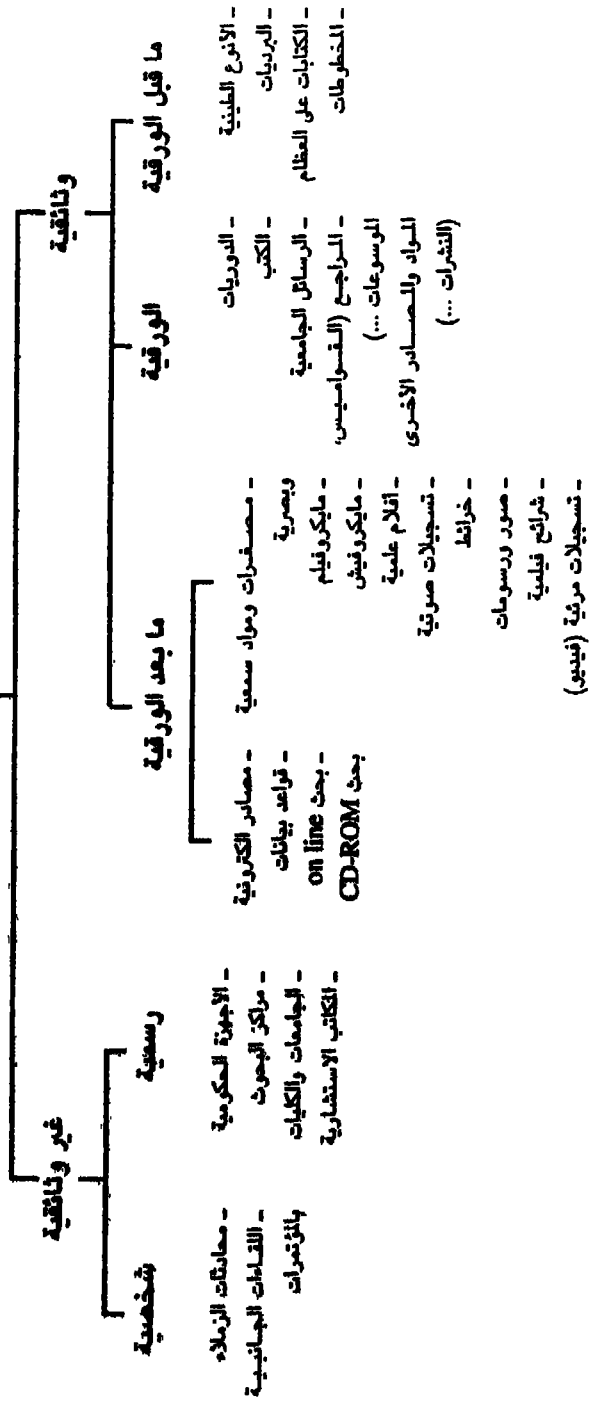 وثائقية
غير وثائقية
ما قبل الورقية
الورقية
ما بعد الورقية
رسمية
شخصية
- الألواح الطينية
- البرديات
- الكتابات على العظام
- المخطوطات
- الدوريات
- الكتب
- الرسائل الجامعية
- المراجع (القواميس،
الموسوعات ...)
المواد والمصادر الأخرى
(النشرات ...)
- مصغرات ومواد سمعية
وبصرية
- مايكروفيلم
- مايكروفيش
- افلام علمية
- تسجيلات صوتية
- خرائط
- صور ورسومات
- شرائح فيلمية
- تسجيلات مرئية (فيديو)
- مصادر الكترونية
- قواعد بيانات
- بحث on line
بحث CD-ROM
- الأجهزة الحكومية
- مراكز البحوث
- الجامعات والكليات
- المكاتب الاستشارية
- محادثات الزملاء
- اللقاءات الجانبية
بالمؤتمرات